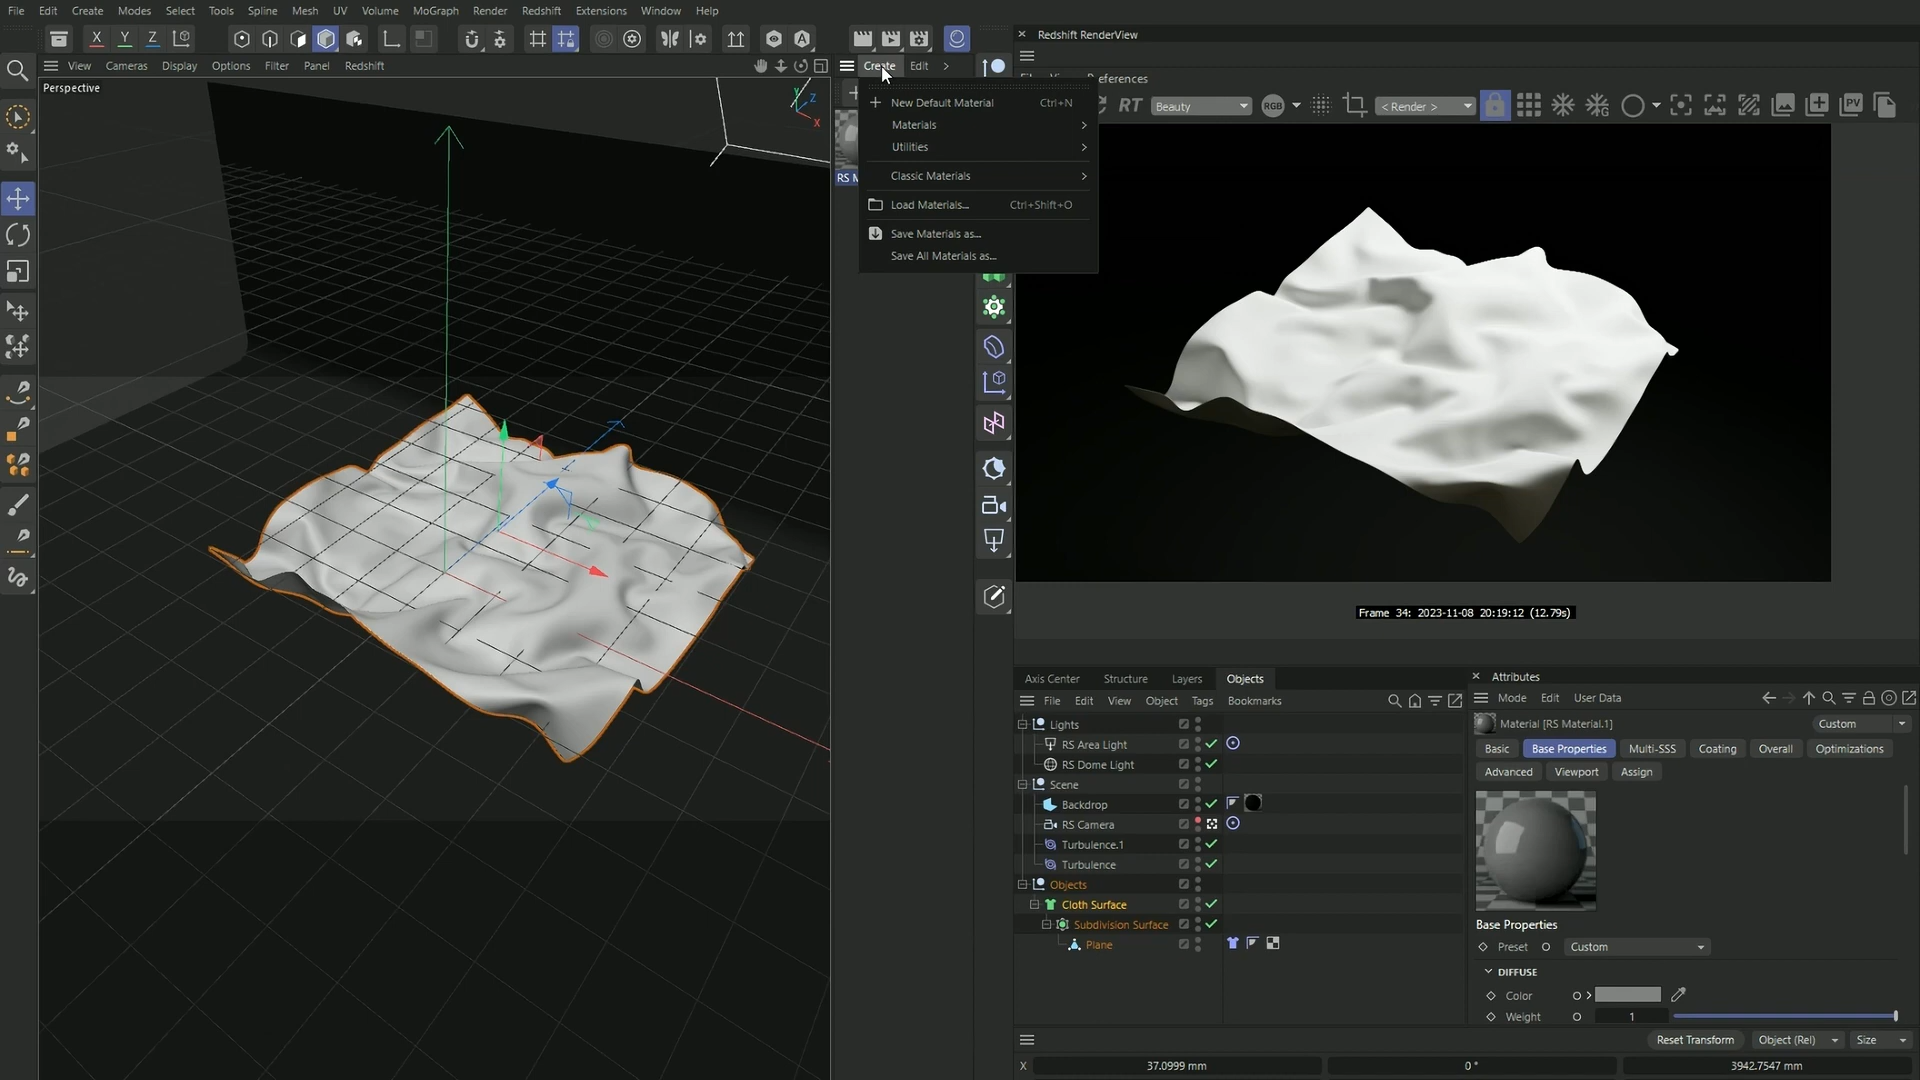 File Edit Create Modes Select Tools Spline Mesh UV Volume MoGraph Render Redshift Extensions Window Help
X Y Z
Redshift RenderView
View Cameras Display Options Filter Panel Redshift
Create Edit
Perspective
Y Z X
New Default Material Ctrl+N
Materials
Utilities
Classic Materials
Load Materials... Ctrl+Shift+O
Save Materials as...
Save All Materials as...
RT Beauty RGB < Render > PV
Frame 34: 2023-11-08 20:19:12 (12.79s)
Axis Center Structure Layers Objects
File Edit View Object Tags Bookmarks
Lights
RS Area Light
RS Dome Light
Scene
Backdrop
RS Camera
Turbulence.1
Turbulence
Objects
Cloth Surface
Subdivision Surface
Plane
Attributes
Mode Edit User Data
Material [RS Material.1] Custom
Basic Base Properties Multi-SSS Coating Overall Optimizations
Advanced Viewport Assign
Base Properties
Preset Custom
DIFFUSE
Color
Weight 1
Reset Transform Object (Rel) Size
X 37.0999 mm 0 ° 3942.7547 mm